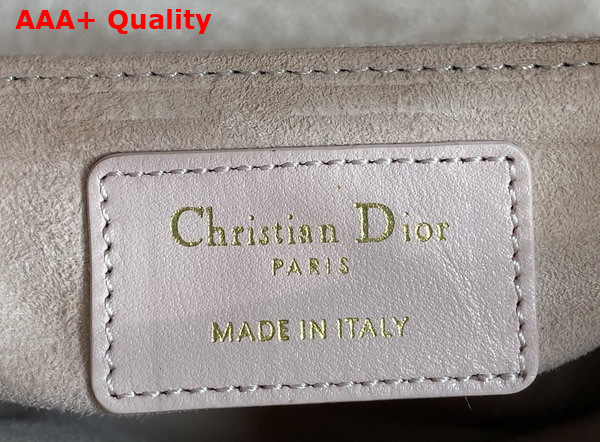 AAA+ Quality
Christian Dior
PARIS
MADE IN ITALY